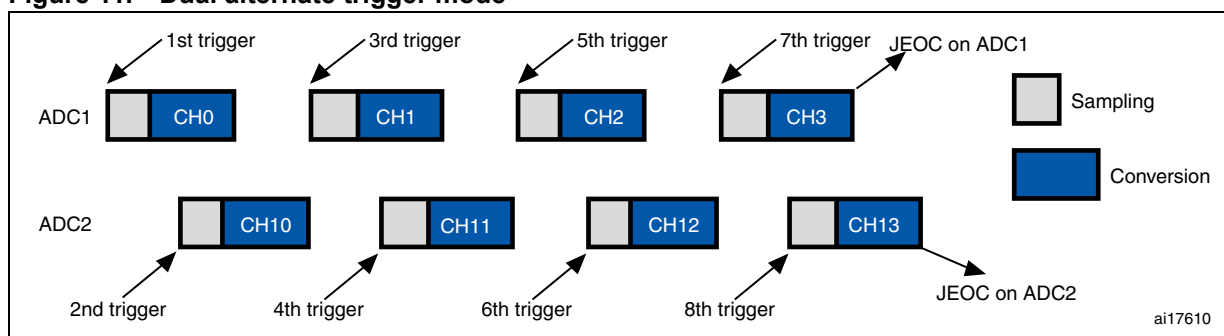 Figure Dual alternate trigger mode
1st trigger 3rd trigger 5th trigger 7th trigger JEOC on ADC1
ADC1 CH0 CH1 CH2 CH3 Sampling
Conversion
ADC2 CH10 CH11 CH12 CH13
2nd trigger 4th trigger 6th trigger 8th trigger JEOC on ADC2
ai17610